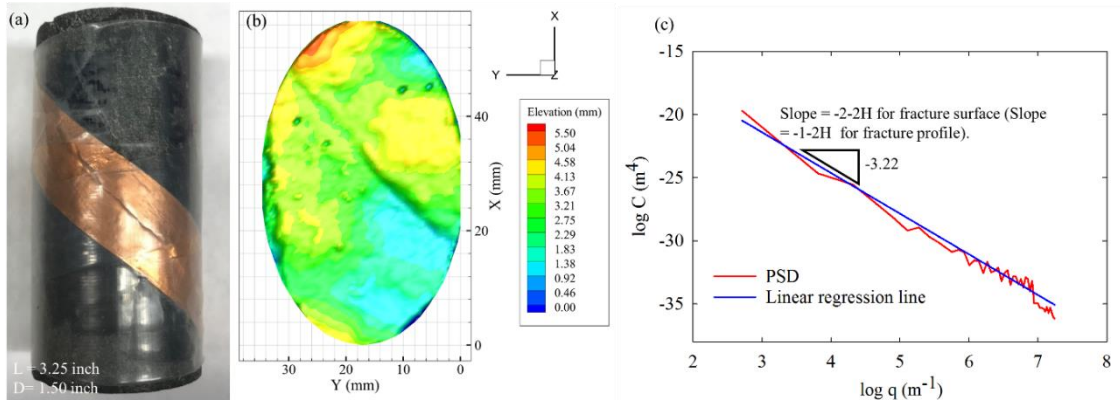 (a)
L = 3.25 inch
D= 1.50 inch
(b)
X
Y
Z
40
20
0
X (mm)
30
20
10
0
Y (mm)
Elevation (mm)
5.50
5.04
4.58
4.13
3.67
3.21
2.75
2.29
1.83
1.38
0.92
0.46
0.00
(c)
-15
-20
-25
-30
-35
log C (m⁴)
Slope = -2-2H for fracture surface (Slope
= -1-2H for fracture profile).
-3.22
PSD
Linear regression line
2
3
4
5
6
7
8
log q (m⁻¹)